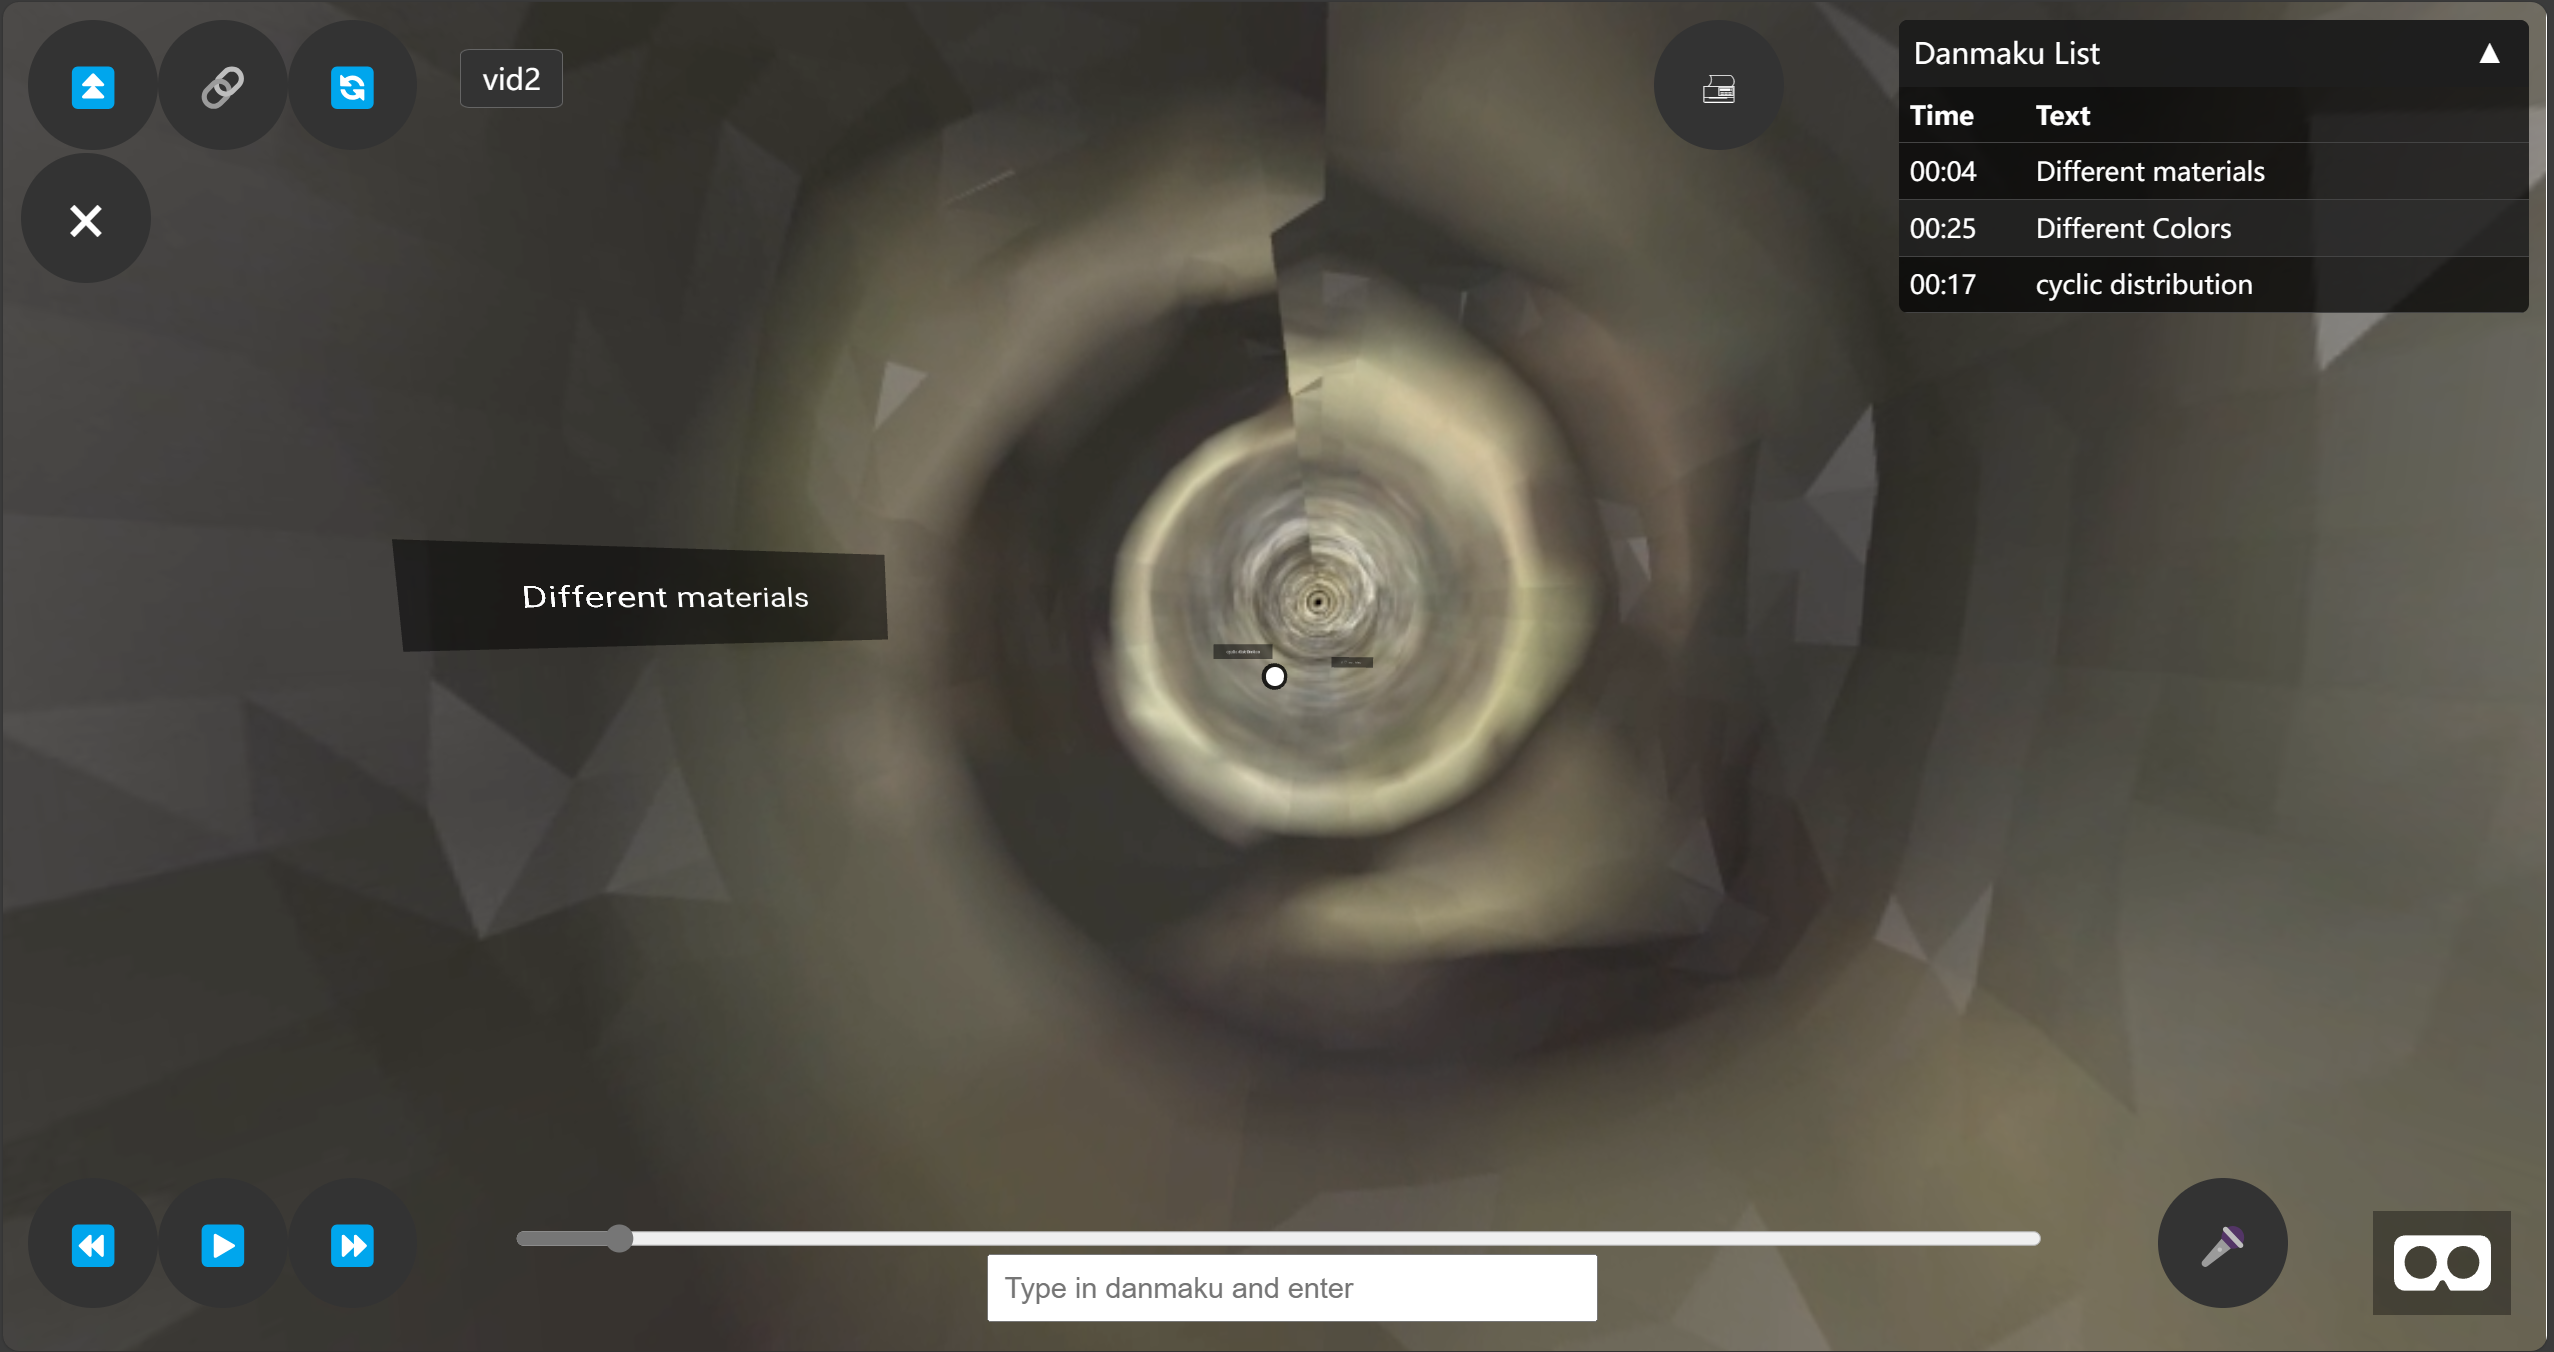 vid2
Danmaku List
Time Text
00:04 Different materials
00:25 Different Colors
00:17 cyclic distribution
Different materials
Type in danmaku and enter